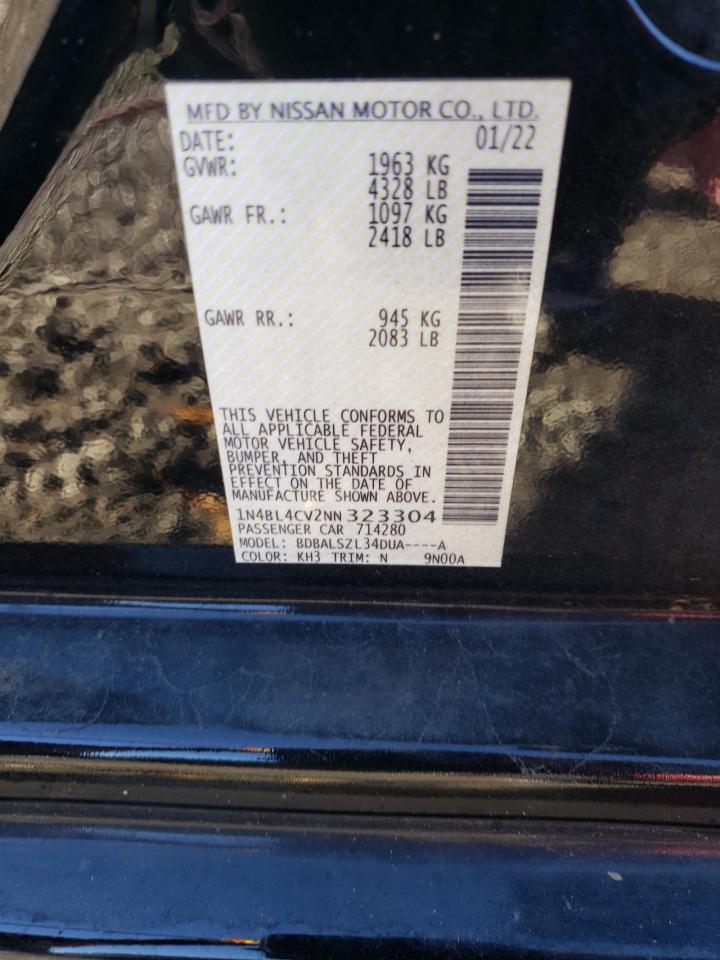 MFD BY NISSAN MOTOR CO., LTD.
DATE: 01/22
GVWR: 1963 KG
4328 LB
GAWR FR.: 1097 KG
2418 LB
GAWR RR.: 945 KG
2083 LB
THIS VEHICLE CONFORMS TO
ALL APPLICABLE FEDERAL
MOTOR VEHICLE SAFETY,
BUMPER, AND THEFT
PREVENTION STANDARDS IN
EFFECT ON THE DATE OF
MANUFACTURE SHOWN ABOVE.
1N4BL4CV2NN323304
PASSENGER CAR 714280
MODEL: BDBALSZL34DUA----A
COLOR: KH3 TRIM: N 9N00A